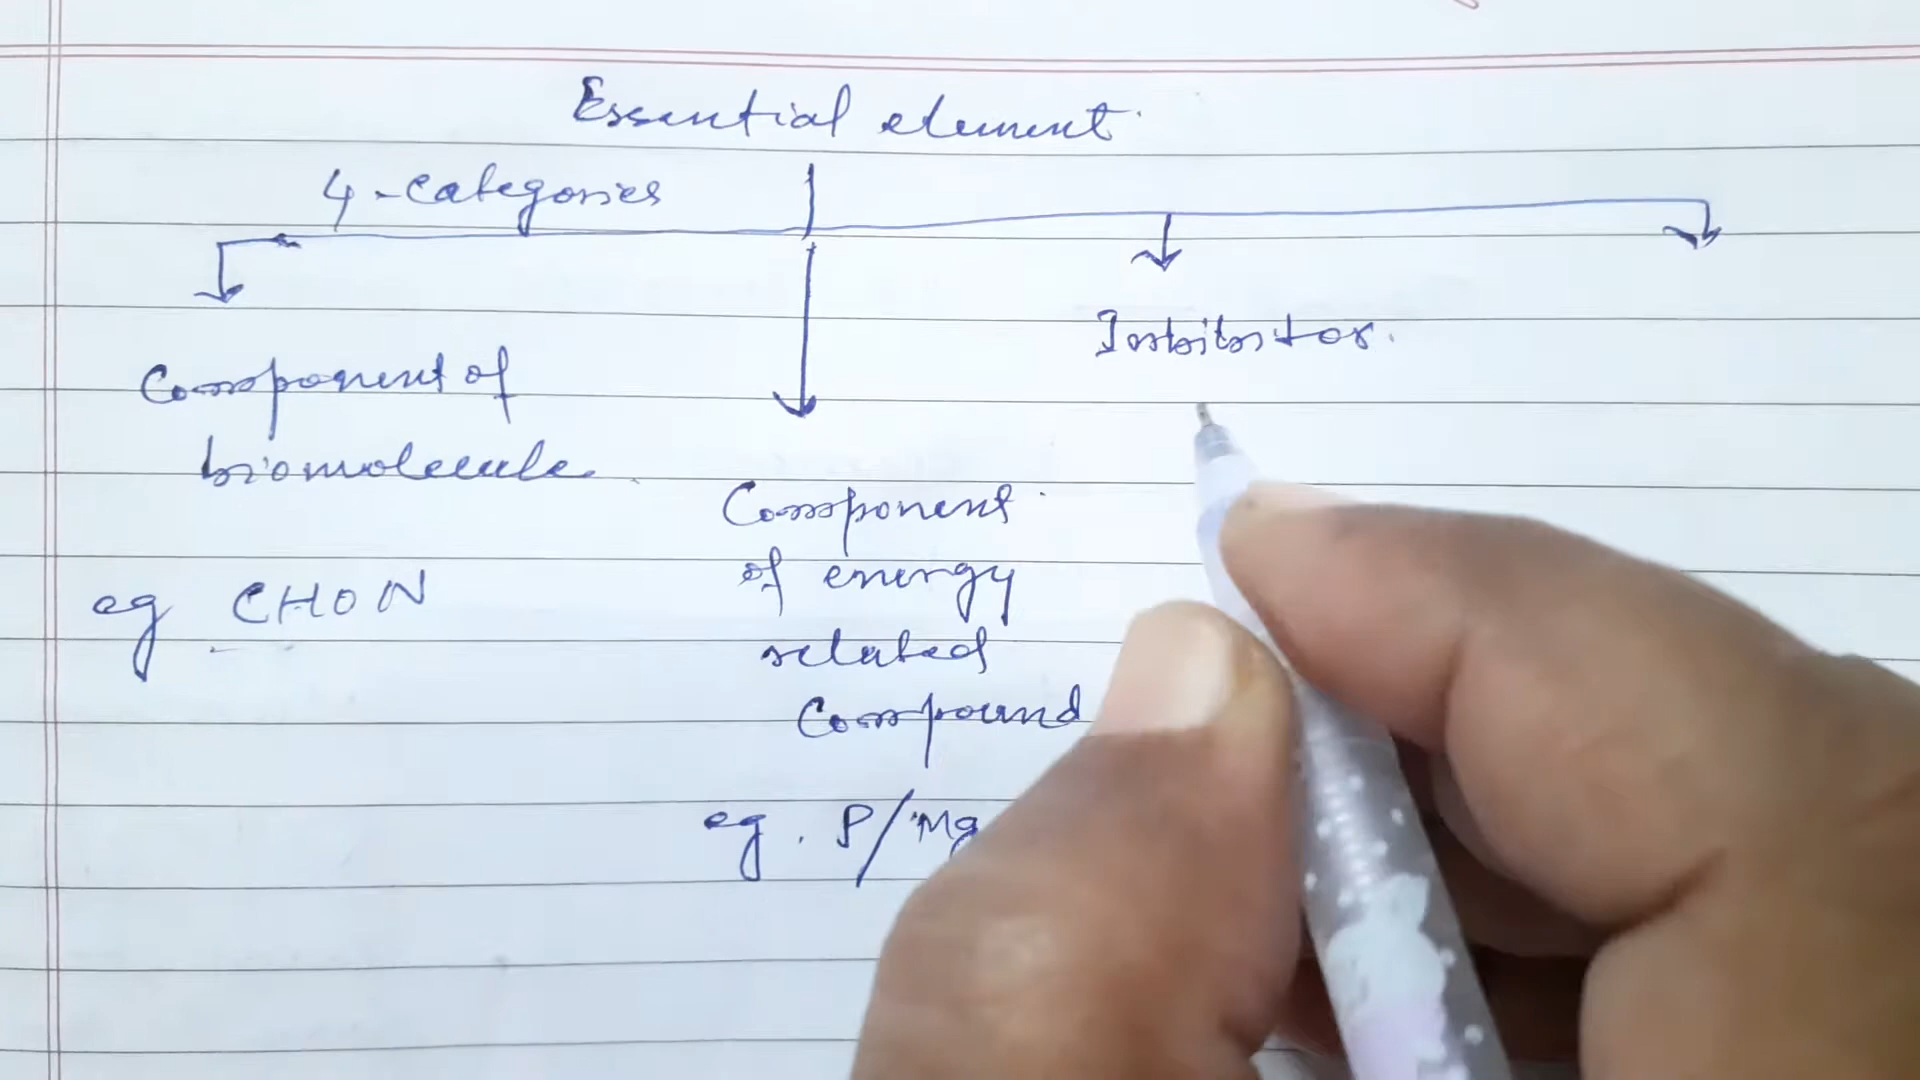 Essential element
4-categories
Component of
biomolecule
eg CHON
Component
of energy
related
Compound
eg. P/Mg
Inhibitor.